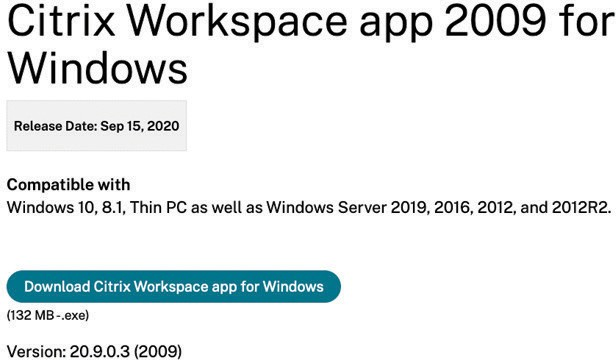 Citrix Workspace app 2009 for
Windows
Release Date: Sep 15, 2020
Compatible with
Windows 10, 8.1, Thin PC as well as Windows Server 2019, 2016, 2012, and 2012R2.
Download Citrix Workspace app for Windows
(132 MB -.exe)
Version: 20.9.0.3 (2009)